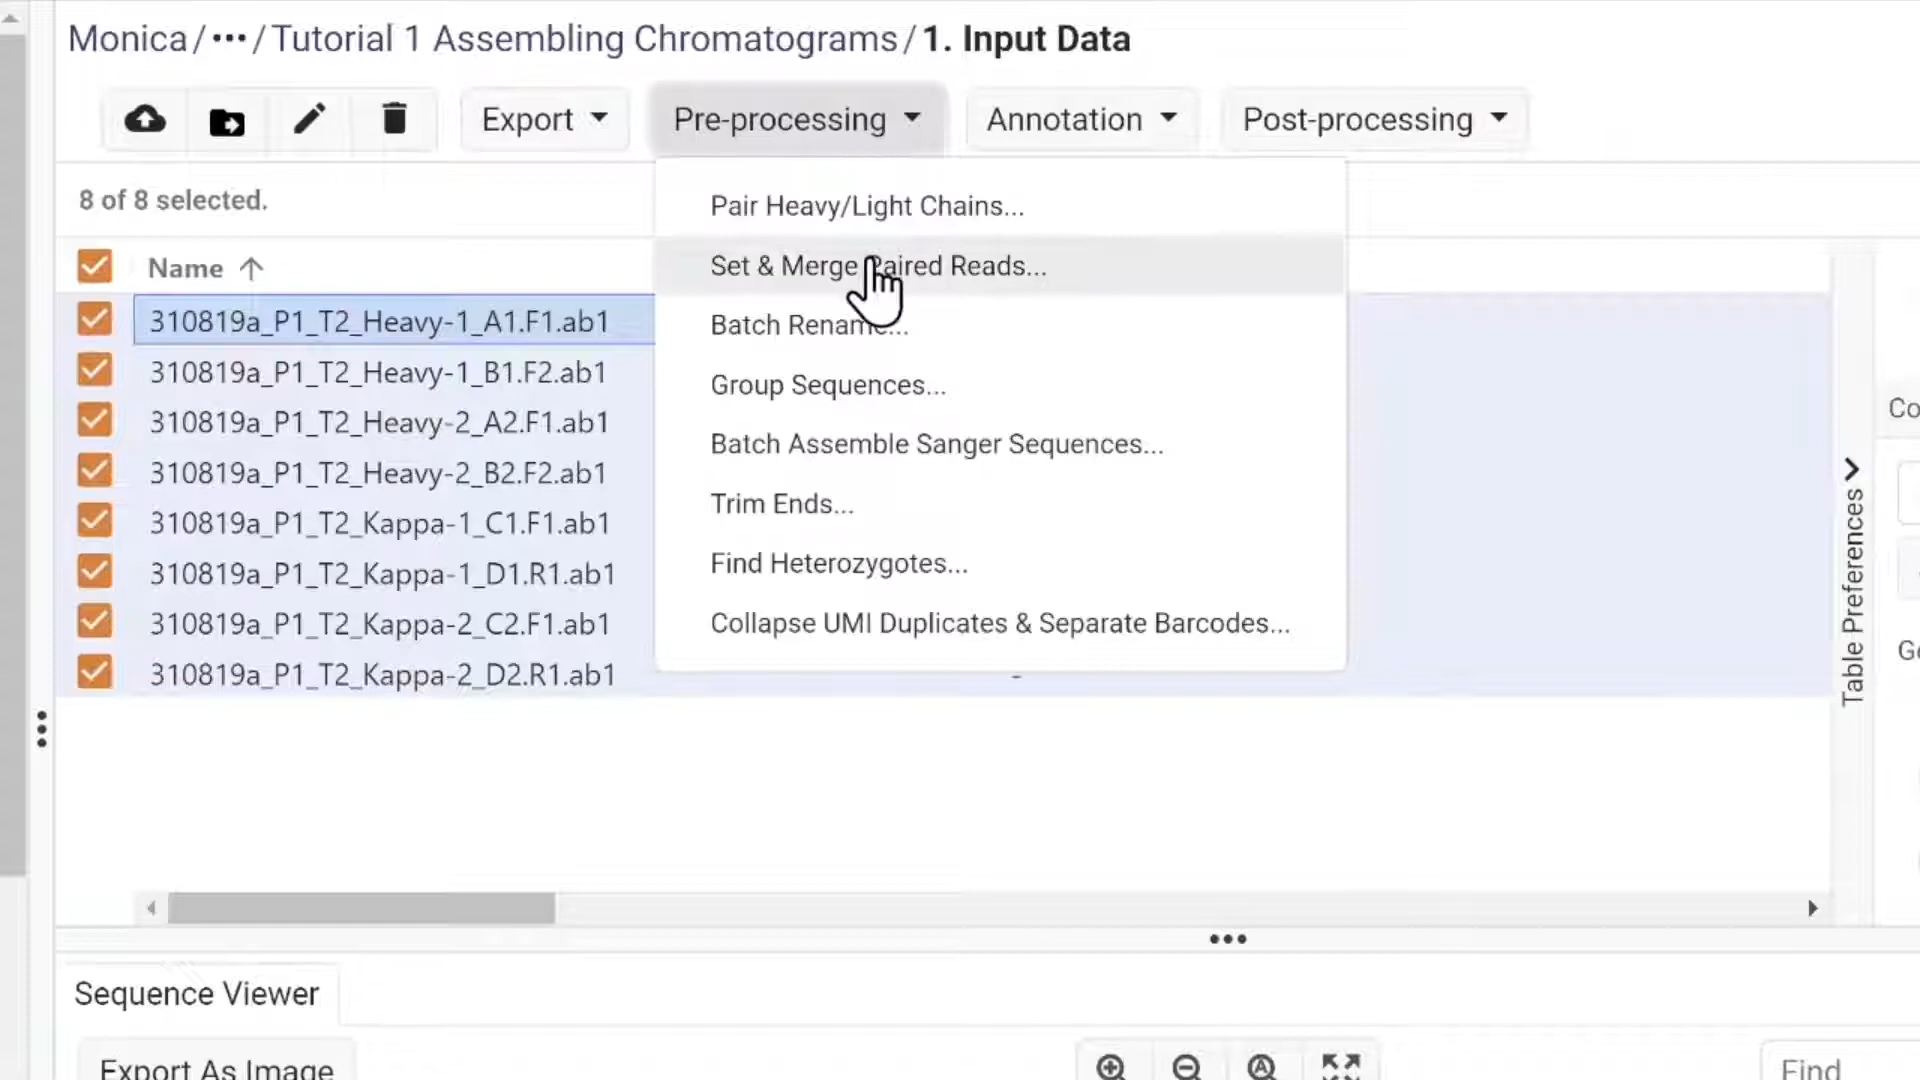 Monica / ••• / Tutorial 1 Assembling Chromatograms / 1. Input Data
Export
Pre-processing
Annotation
Post-processing
8 of 8 selected.
Name
310819a_P1_T2_Heavy-1_A1.F1.ab1
310819a_P1_T2_Heavy-1_B1.F2.ab1
310819a_P1_T2_Heavy-2_A2.F1.ab1
310819a_P1_T2_Heavy-2_B2.F2.ab1
310819a_P1_T2_Kappa-1_C1.F1.ab1
310819a_P1_T2_Kappa-1_D1.R1.ab1
310819a_P1_T2_Kappa-2_C2.F1.ab1
310819a_P1_T2_Kappa-2_D2.R1.ab1
Pair Heavy/Light Chains...
Set & Merge Paired Reads...
Batch Rename...
Group Sequences...
Batch Assemble Sanger Sequences...
Trim Ends...
Find Heterozygotes...
Collapse UMI Duplicates & Separate Barcodes...
Table Preferences
Co
Ge
Sequence Viewer
Export As Image
Find